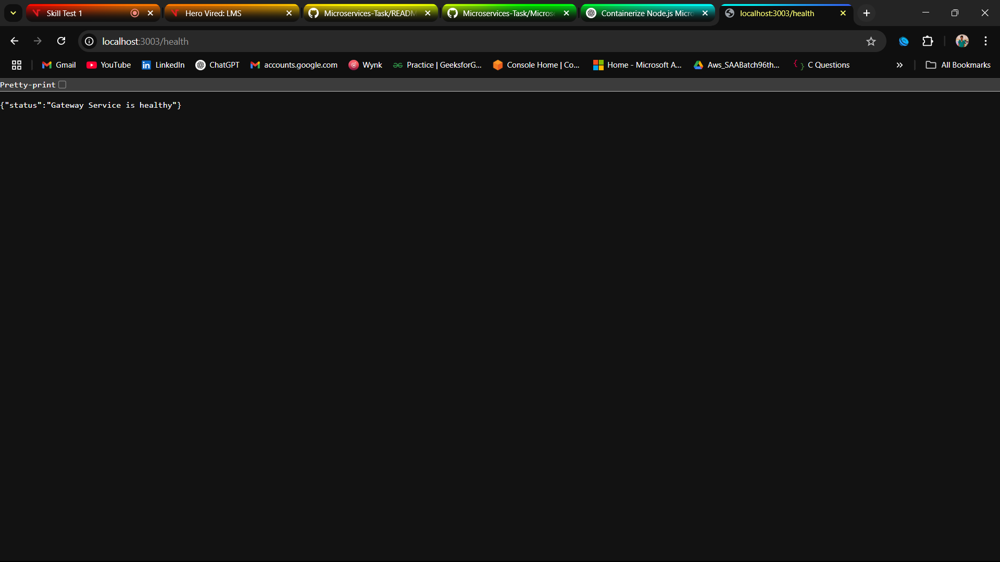 Skill Test 1
Hero Vired: LMS
Microservices-Task/READM
Microservices-Task/Micros
Containerize Node.js Micro
localhost:3003/health
localhost:3003/health
Gmail
YouTube
LinkedIn
ChatGPT
accounts.google.com
Wynk
Practice | GeeksforG...
Console Home | Co...
Home - Microsoft A...
Aws_SAABatch96th...
C Questions
All Bookmarks
Pretty-print
{"status":"Gateway Service is healthy"}